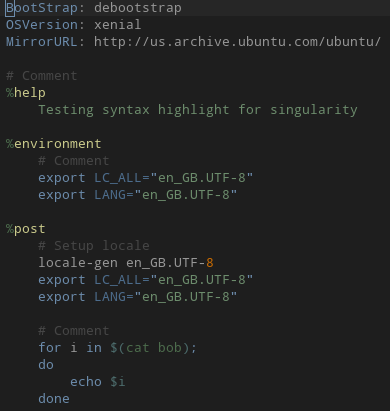 BootStrap: debootstrap
OSVersion: xenial
MirrorURL: http://us.archive.ubuntu.com/ubuntu/
# Comment
%help
Testing syntax highlight for singularity
%environment
# Comment
export LC_ALL="en_GB.UTF-8"
export LANG="en_GB.UTF-8"
%post
# Setup locale
locale-gen en_GB.UTF-8
export LC_ALL="en_GB.UTF-8"
export LANG="en_GB.UTF-8"
# Comment
for i in $(cat bob);
do
echo $i
done